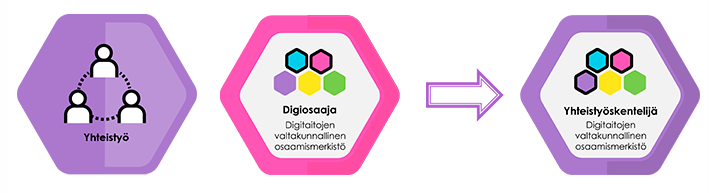 Yhteistyö
Digiosaaja
Digitaitojen
valtakunnallinen
osaamismerkistö
Yhteistyöskentelijä
Digitaitojen
valtakunnallinen
osaamismerkistö